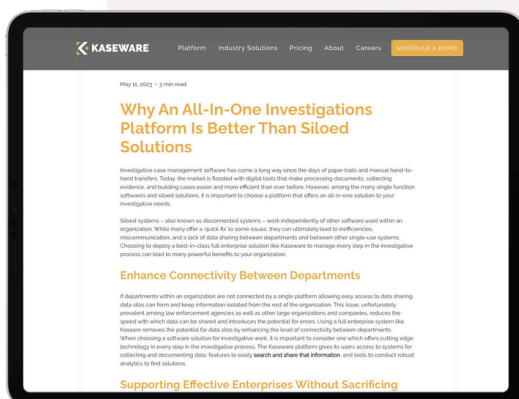 KASEWARE
Platform
Industry Solutions
Pricing
About
Careers
SCHEDULE A DEMO
May 11, 2023 • 3 min read
Why An All-In-One Investigations
Platform Is Better Than Siloed
Solutions
Investigative case management software has come a long way since the days of paper trails and manual hand-to-
hand transfers. Today, the market is flooded with digital tools that make processing documents, collecting
evidence, and building cases easier and more efficient than ever before. However, among the many single function
software's and siloed solutions, it is important to choose a platform that offers an all-in-one solution to your
investigative needs.
Siloed systems – also known as disconnected systems – work independently of other software used within an
organization. While many offer a 'quick fix' to some issues, they can ultimately lead to inefficiencies,
miscommunication, and a lack of data sharing between departments and between other single-use systems.
Choosing to deploy a best-in-class full enterprise solution like Kaseware to manage every step in the investigative
process can lead to many powerful benefits to your organization.
Enhance Connectivity Between Departments
If departments within an organization are not connected by a single platform allowing easy access to data sharing,
data silos can form and keep information isolated from the rest of the organization. This issue, unfortunately
prevalent among law enforcement agencies as well as other large organizations and companies, reduces the
speed with which data can be shared and introduces the potential for errors. Using a full enterprise system like
Kaseare removes the potential for data silos by enhancing the level of connectivity between departments.
When choosing a software solution for investigative work, it is important to consider one which offers cutting edge
technology in every step in the investigative process. The Kaseware platform gives its users access to systems for
collecting and documenting data, features to easily search and share that information, and tools to conduct robust
analytics to find solutions.
Supporting Effective Enterprises Without Sacrificing